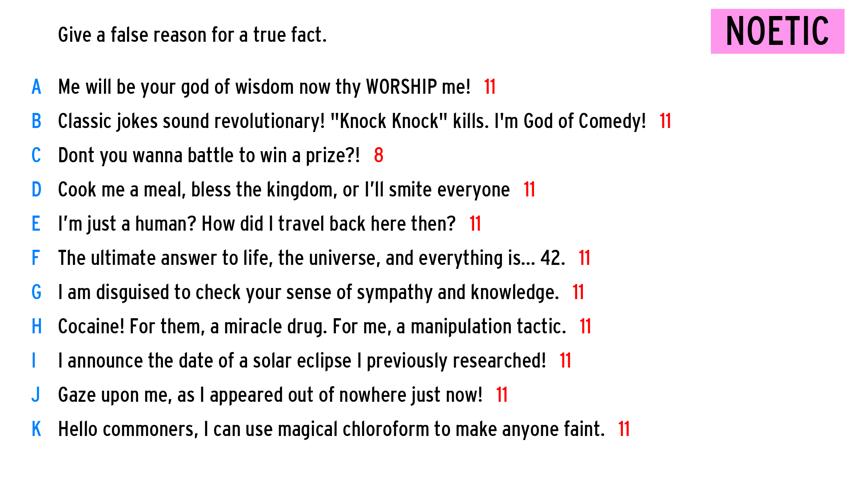 Give a false reason for a true fact.
NOETIC
A Me will be your god of wisdom now thy WORSHIP me! 11
B Classic jokes sound revolutionary! "Knock Knock" kills. I'm God of Comedy! 11
C Dont you wanna battle to win a prize?! 8
D Cook me a meal, bless the kingdom, or I'll smite everyone 11
E I'm just a human? How did I travel back here then? 11
F The ultimate answer to life, the universe, and everything is... 42. 11
G I am disguised to check your sense of sympathy and knowledge. 11
H Cocaine! For them, a miracle drug. For me, a manipulation tactic. 11
I I announce the date of a solar eclipse I previously researched! 11
J Gaze upon me, as I appeared out of nowhere just now! 11
K Hello commoners, I can use magical chloroform to make anyone faint. 11